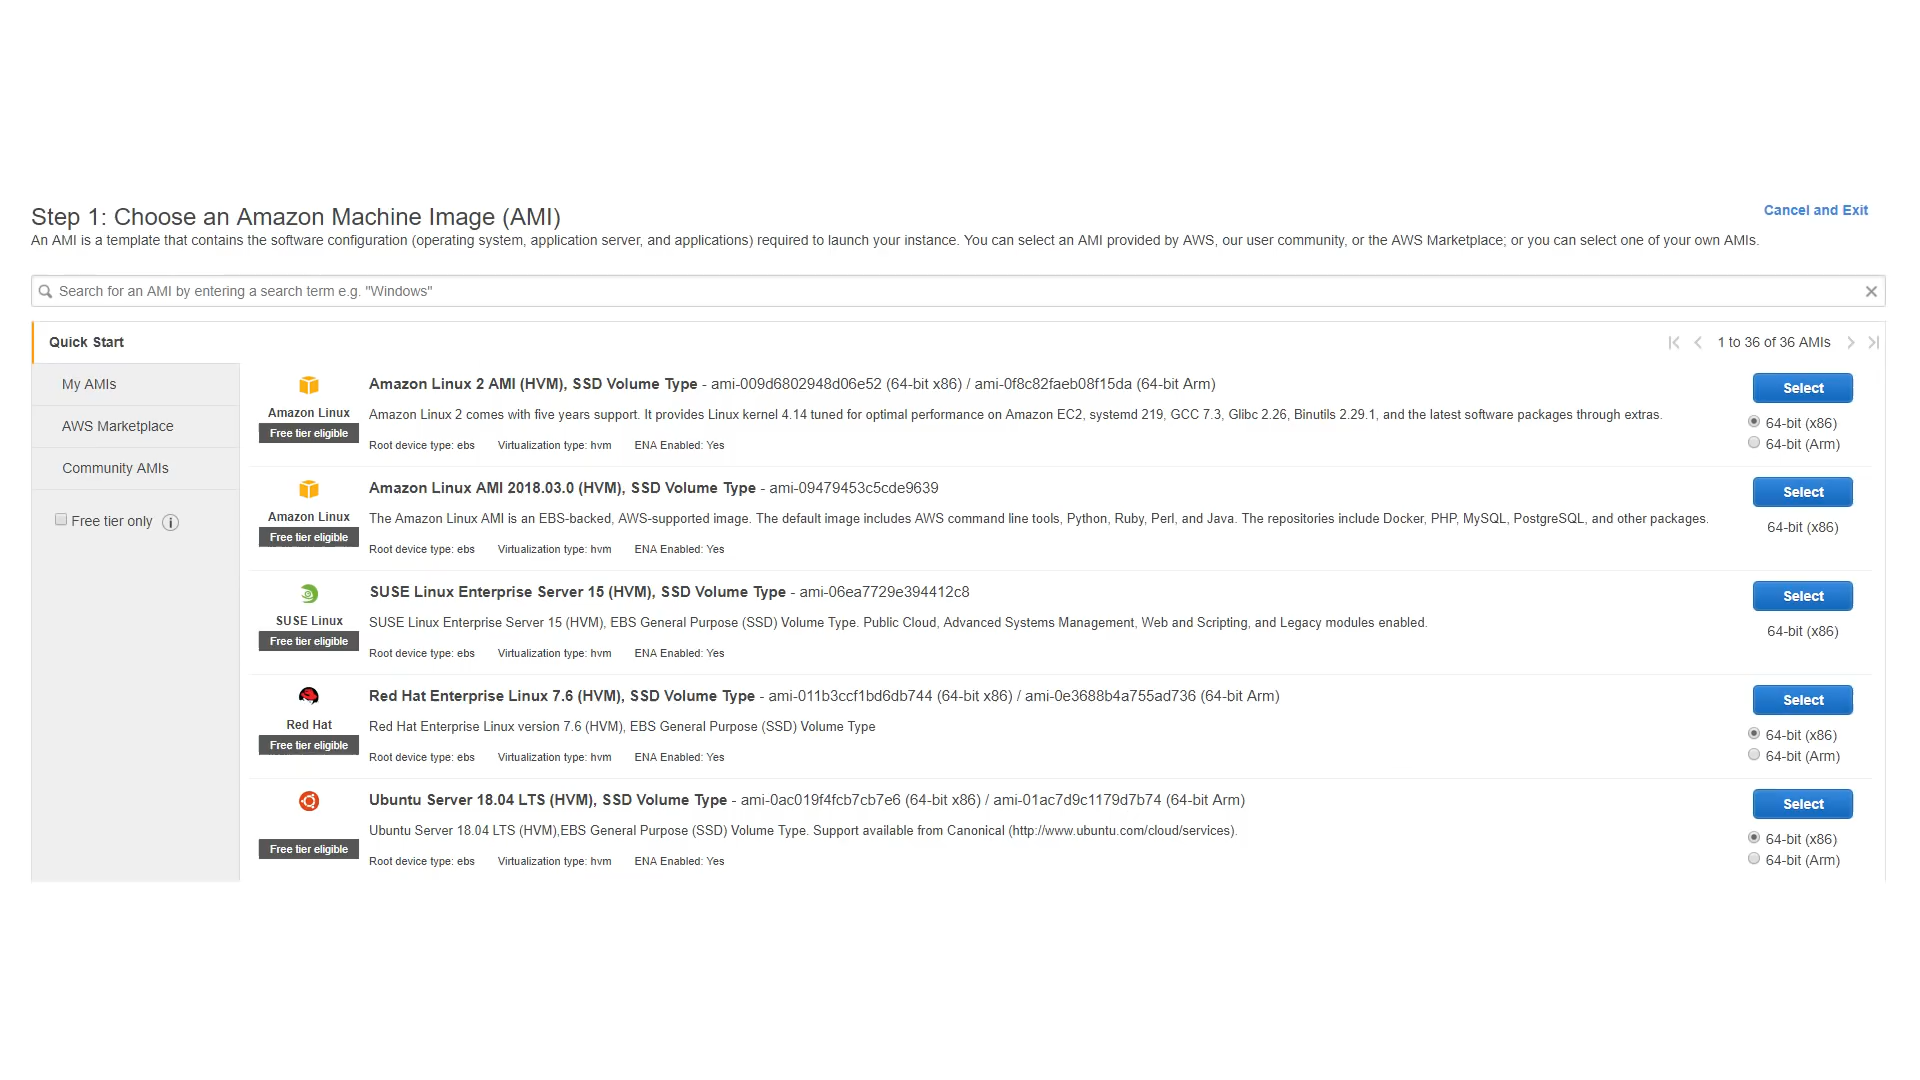 Step 1: Choose an Amazon Machine Image (AMI)
Cancel and Exit
An AMI is a template that contains the software configuration (operating system, application server, and applications) required to launch your instance. You can select an AMI provided by AWS, our user community, or the AWS Marketplace; or you can select one of your own AMIs.
Search for an AMI by entering a search term e.g. "Windows"
Quick Start
1 to 36 of 36 AMIs
My AMIs
AWS Marketplace
Community AMIs
Free tier only
Amazon Linux
Free tier eligible
Amazon Linux 2 AMI (HVM), SSD Volume Type - ami-009d6802948d06e52 (64-bit x86) / ami-0f8c82faeb08f15da (64-bit Arm)
Amazon Linux 2 comes with five years support. It provides Linux kernel 4.14 tuned for optimal performance on Amazon EC2, systemd 219, GCC 7.3, Glibc 2.26, Binutils 2.29.1, and the latest software packages through extras.
Root device type: ebs Virtualization type: hvm ENA Enabled: Yes
Select
64-bit (x86)
64-bit (Arm)
Amazon Linux
Free tier eligible
Amazon Linux AMI 2018.03.0 (HVM), SSD Volume Type - ami-09479453c5cde9639
The Amazon Linux AMI is an EBS-backed, AWS-supported image. The default image includes AWS command line tools, Python, Ruby, Perl, and Java. The repositories include Docker, PHP, MySQL, PostgreSQL, and other packages.
Root device type: ebs Virtualization type: hvm ENA Enabled: Yes
Select
64-bit (x86)
SUSE Linux
Free tier eligible
SUSE Linux Enterprise Server 15 (HVM), SSD Volume Type - ami-06ea7729e394412c8
SUSE Linux Enterprise Server 15 (HVM), EBS General Purpose (SSD) Volume Type. Public Cloud, Advanced Systems Management, Web and Scripting, and Legacy modules enabled.
Root device type: ebs Virtualization type: hvm ENA Enabled: Yes
Select
64-bit (x86)
Red Hat
Free tier eligible
Red Hat Enterprise Linux 7.6 (HVM), SSD Volume Type - ami-011b3ccf1bd6db744 (64-bit x86) / ami-0e3688b4a755ad736 (64-bit Arm)
Red Hat Enterprise Linux version 7.6 (HVM), EBS General Purpose (SSD) Volume Type
Root device type: ebs Virtualization type: hvm ENA Enabled: Yes
Select
64-bit (x86)
64-bit (Arm)
Free tier eligible
Ubuntu Server 18.04 LTS (HVM), SSD Volume Type - ami-0ac019f4fcb7cb7e6 (64-bit x86) / ami-01ac7d9c1179d7b74 (64-bit Arm)
Ubuntu Server 18.04 LTS (HVM),EBS General Purpose (SSD) Volume Type. Support available from Canonical (http://www.ubuntu.com/cloud/services).
Root device type: ebs Virtualization type: hvm ENA Enabled: Yes
Select
64-bit (x86)
64-bit (Arm)